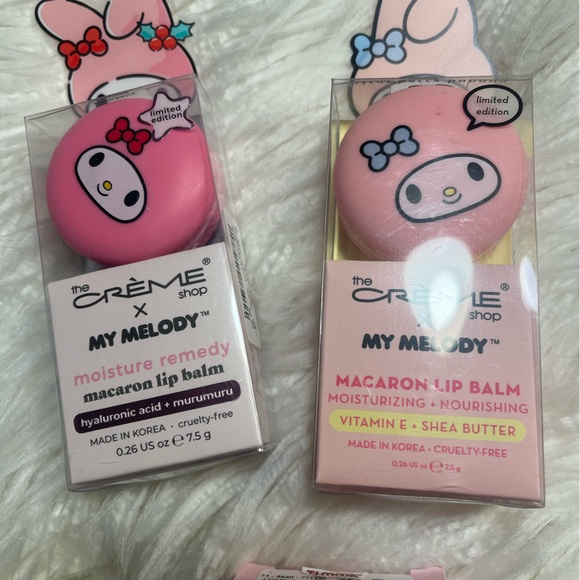 limited
edition
the
CRÈME®
shop
X
MY MELODY™
moisture remedy
macaron lip balm
hyaluronic acid + murumuru
MADE IN KOREA • cruelty-free
0.26 US oz ℮ 7.5 g
limited
edition
the
CRÈME®
shop
X
MY MELODY™
MACARON LIP BALM
MOISTURIZING + NOURISHING
VITAMIN E + SHEA BUTTER
MADE IN KOREA • CRUELTY-FREE
0.26 US oz ℮ 7.5 g